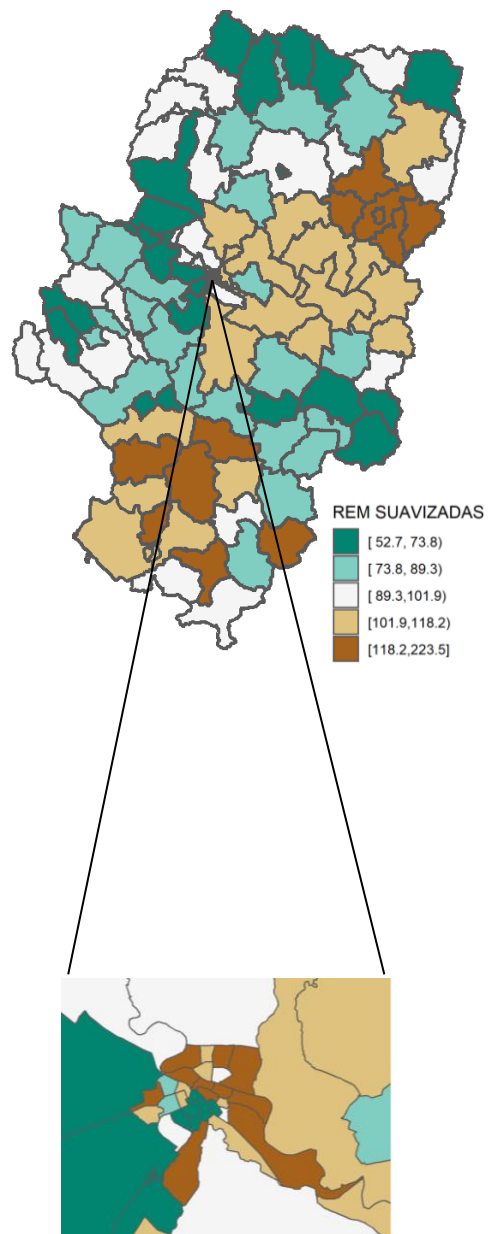 REM SUAVIZADAS
[ 52.7, 73.8)
[ 73.8, 89.3)
[ 89.3,101.9)
[101.9,118.2)
[118.2,223.5]